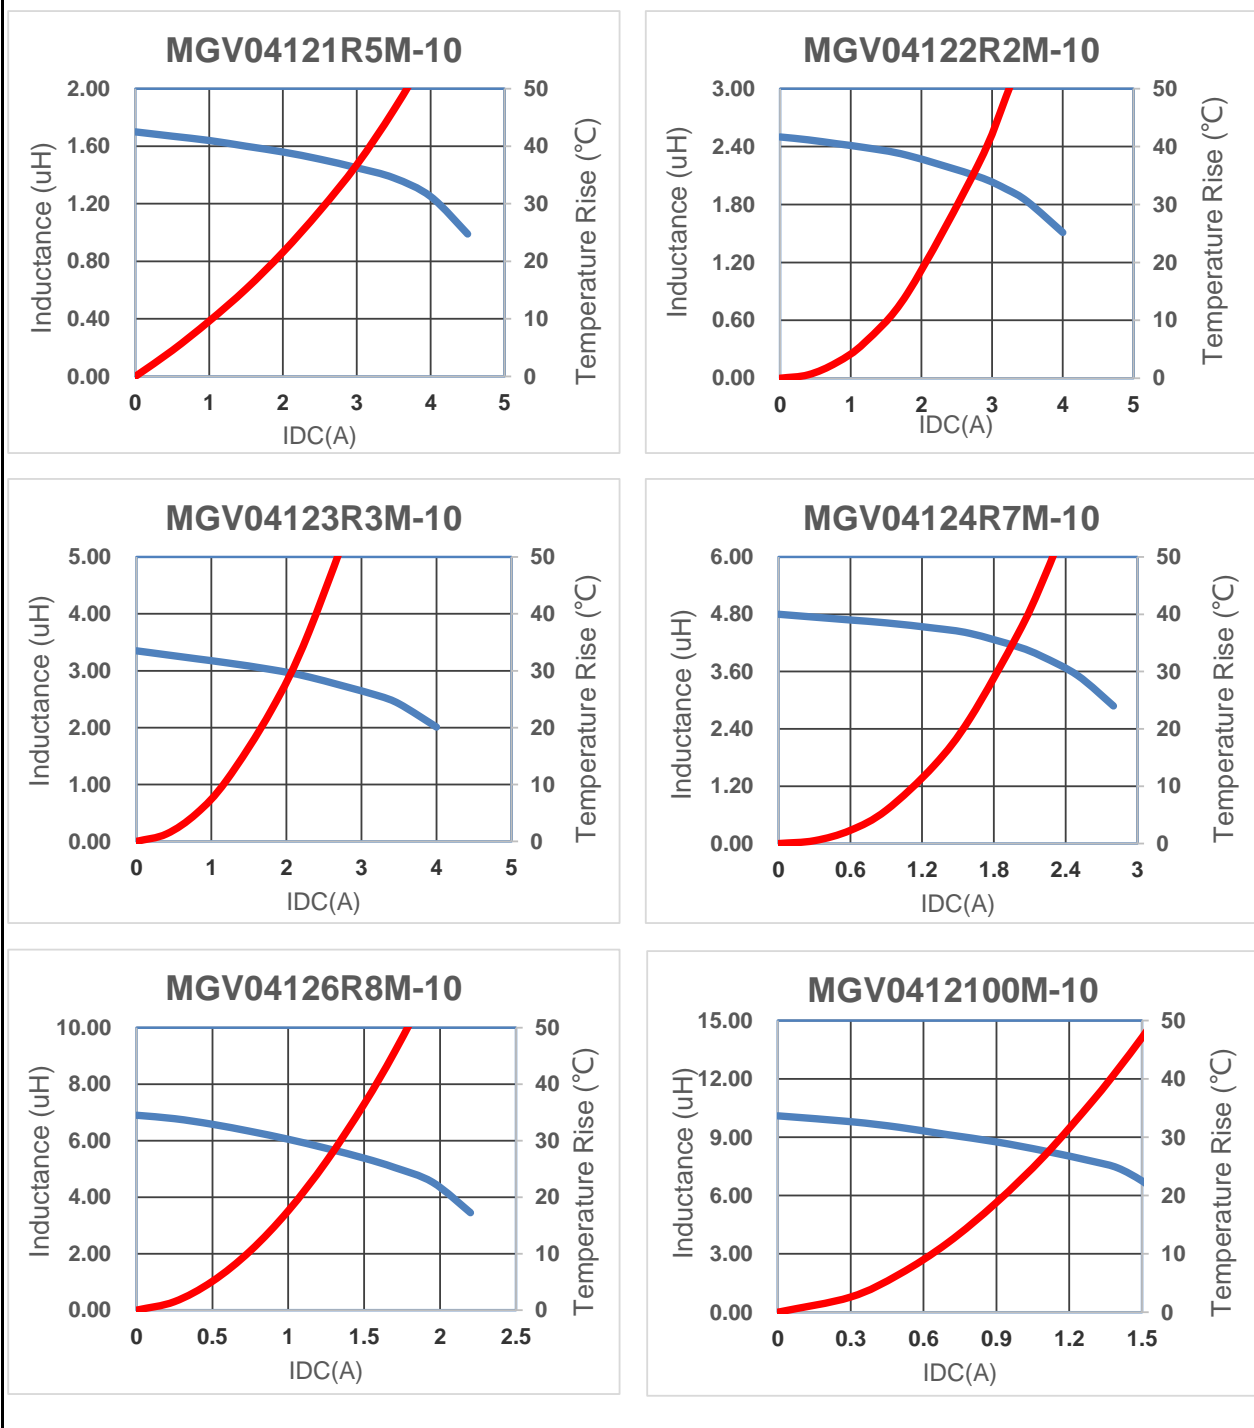 MGV04121R5M-10
2.00
1.60
1.20
0.80
0.40
0.00
50
40
30
20
10
0
0 1 2 3 4 5
IDC(A)
Inductance (uH)
Temperature Rise (℃)
MGV04122R2M-10
3.00
2.40
1.80
1.20
0.60
0.00
50
40
30
20
10
0
0 1 2 3 4 5
IDC(A)
Inductance (uH)
Temperature Rise (℃)
MGV04123R3M-10
5.00
4.00
3.00
2.00
1.00
0.00
50
40
30
20
10
0
0 1 2 3 4 5
IDC(A)
Inductance (uH)
Temperature Rise (℃)
MGV04124R7M-10
6.00
4.80
3.60
2.40
1.20
0.00
50
40
30
20
10
0
0 0.6 1.2 1.8 2.4 3
IDC(A)
Inductance (uH)
Temperature Rise (℃)
MGV04126R8M-10
10.00
8.00
6.00
4.00
2.00
0.00
50
40
30
20
10
0
0 0.5 1 1.5 2 2.5
IDC(A)
Inductance (uH)
Temperature Rise (℃)
MGV0412100M-10
15.00
12.00
9.00
6.00
3.00
0.00
50
40
30
20
10
0
0 0.3 0.6 0.9 1.2 1.5
IDC(A)
Inductance (uH)
Temperature Rise (℃)